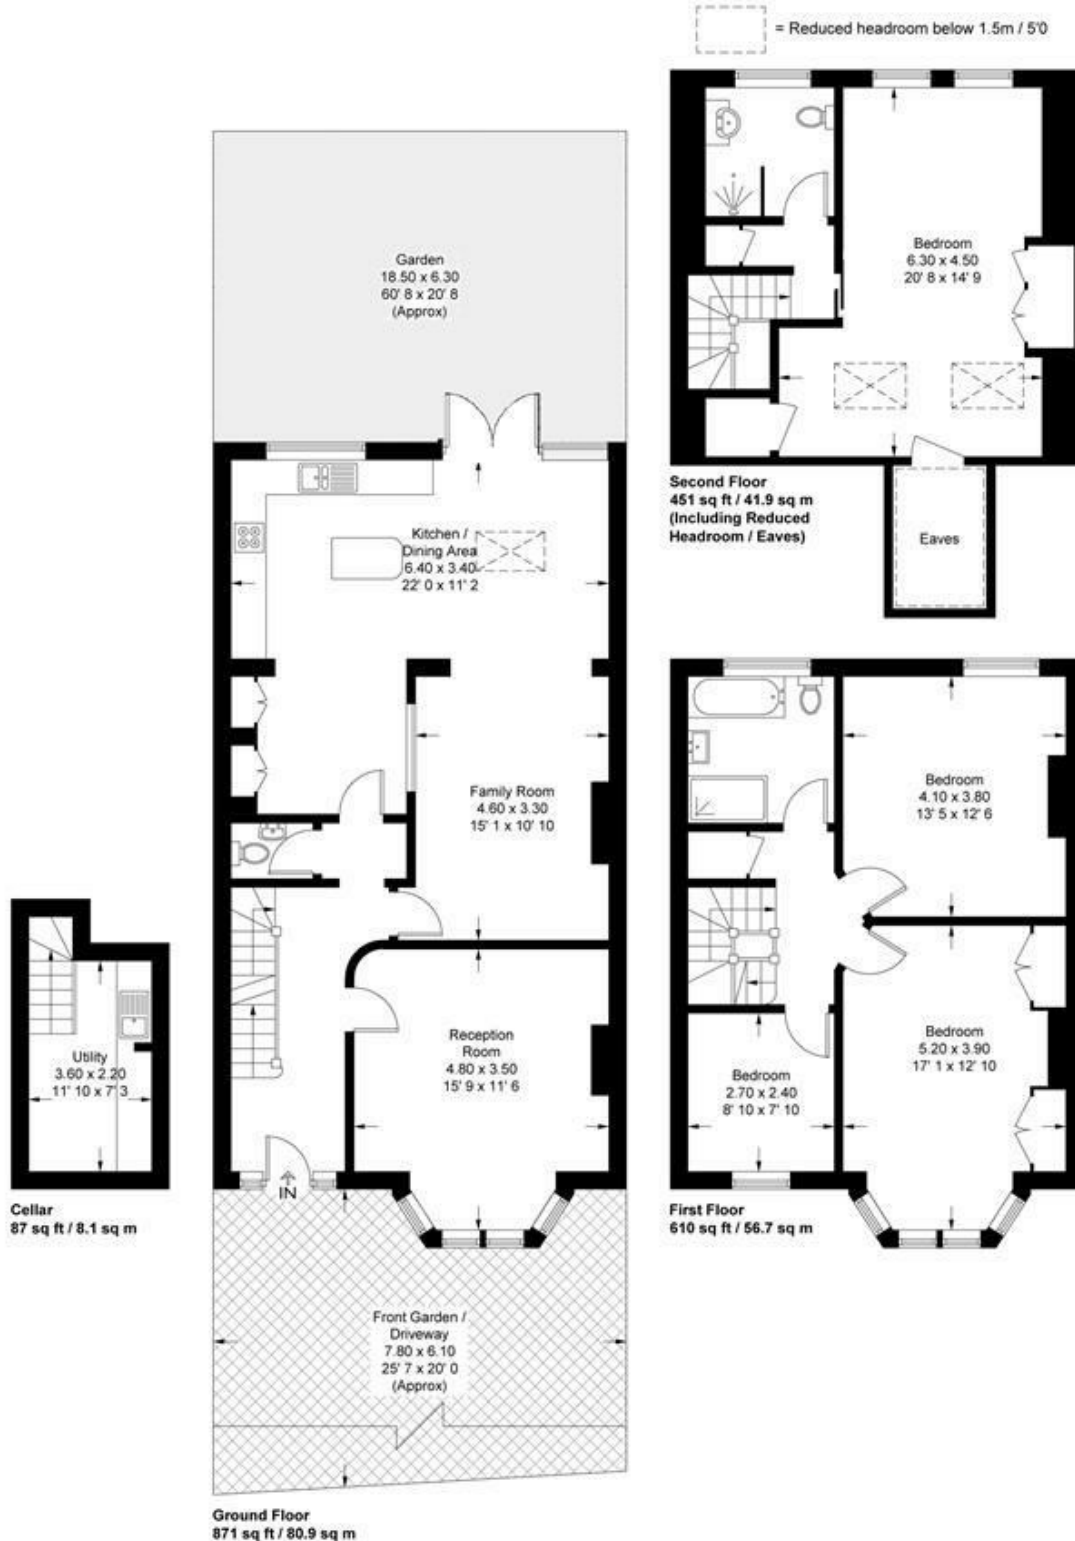 = Reduced headroom below 1.5m / 5'0
Garden
18.50 x 6.30
60' 8 x 20' 8
(Approx)
Bedroom
6.30 x 4.50
20' 8 x 14' 9
Second Floor
451 sq ft / 41.9 sq m
(Including Reduced
Headroom / Eaves)
Eaves
Kitchen /
Dining Area
6.40 x 3.40
22' 0 x 11' 2
Family Room
4.60 x 3.30
15' 1 x 10' 10
Bedroom
4.10 x 3.80
13' 5 x 12' 6
Utility
3.60 x 2.20
11' 10 x 7' 3
Cellar
87 sq ft / 8.1 sq m
Reception
Room
4.80 x 3.50
15' 9 x 11' 6
IN
Bedroom
2.70 x 2.40
8' 10 x 7' 10
Bedroom
5.20 x 3.90
17' 1 x 12' 10
First Floor
610 sq ft / 56.7 sq m
Front Garden /
Driveway
7.80 x 6.10
25' 7 x 20' 0
(Approx)
Ground Floor
871 sq ft / 80.9 sq m